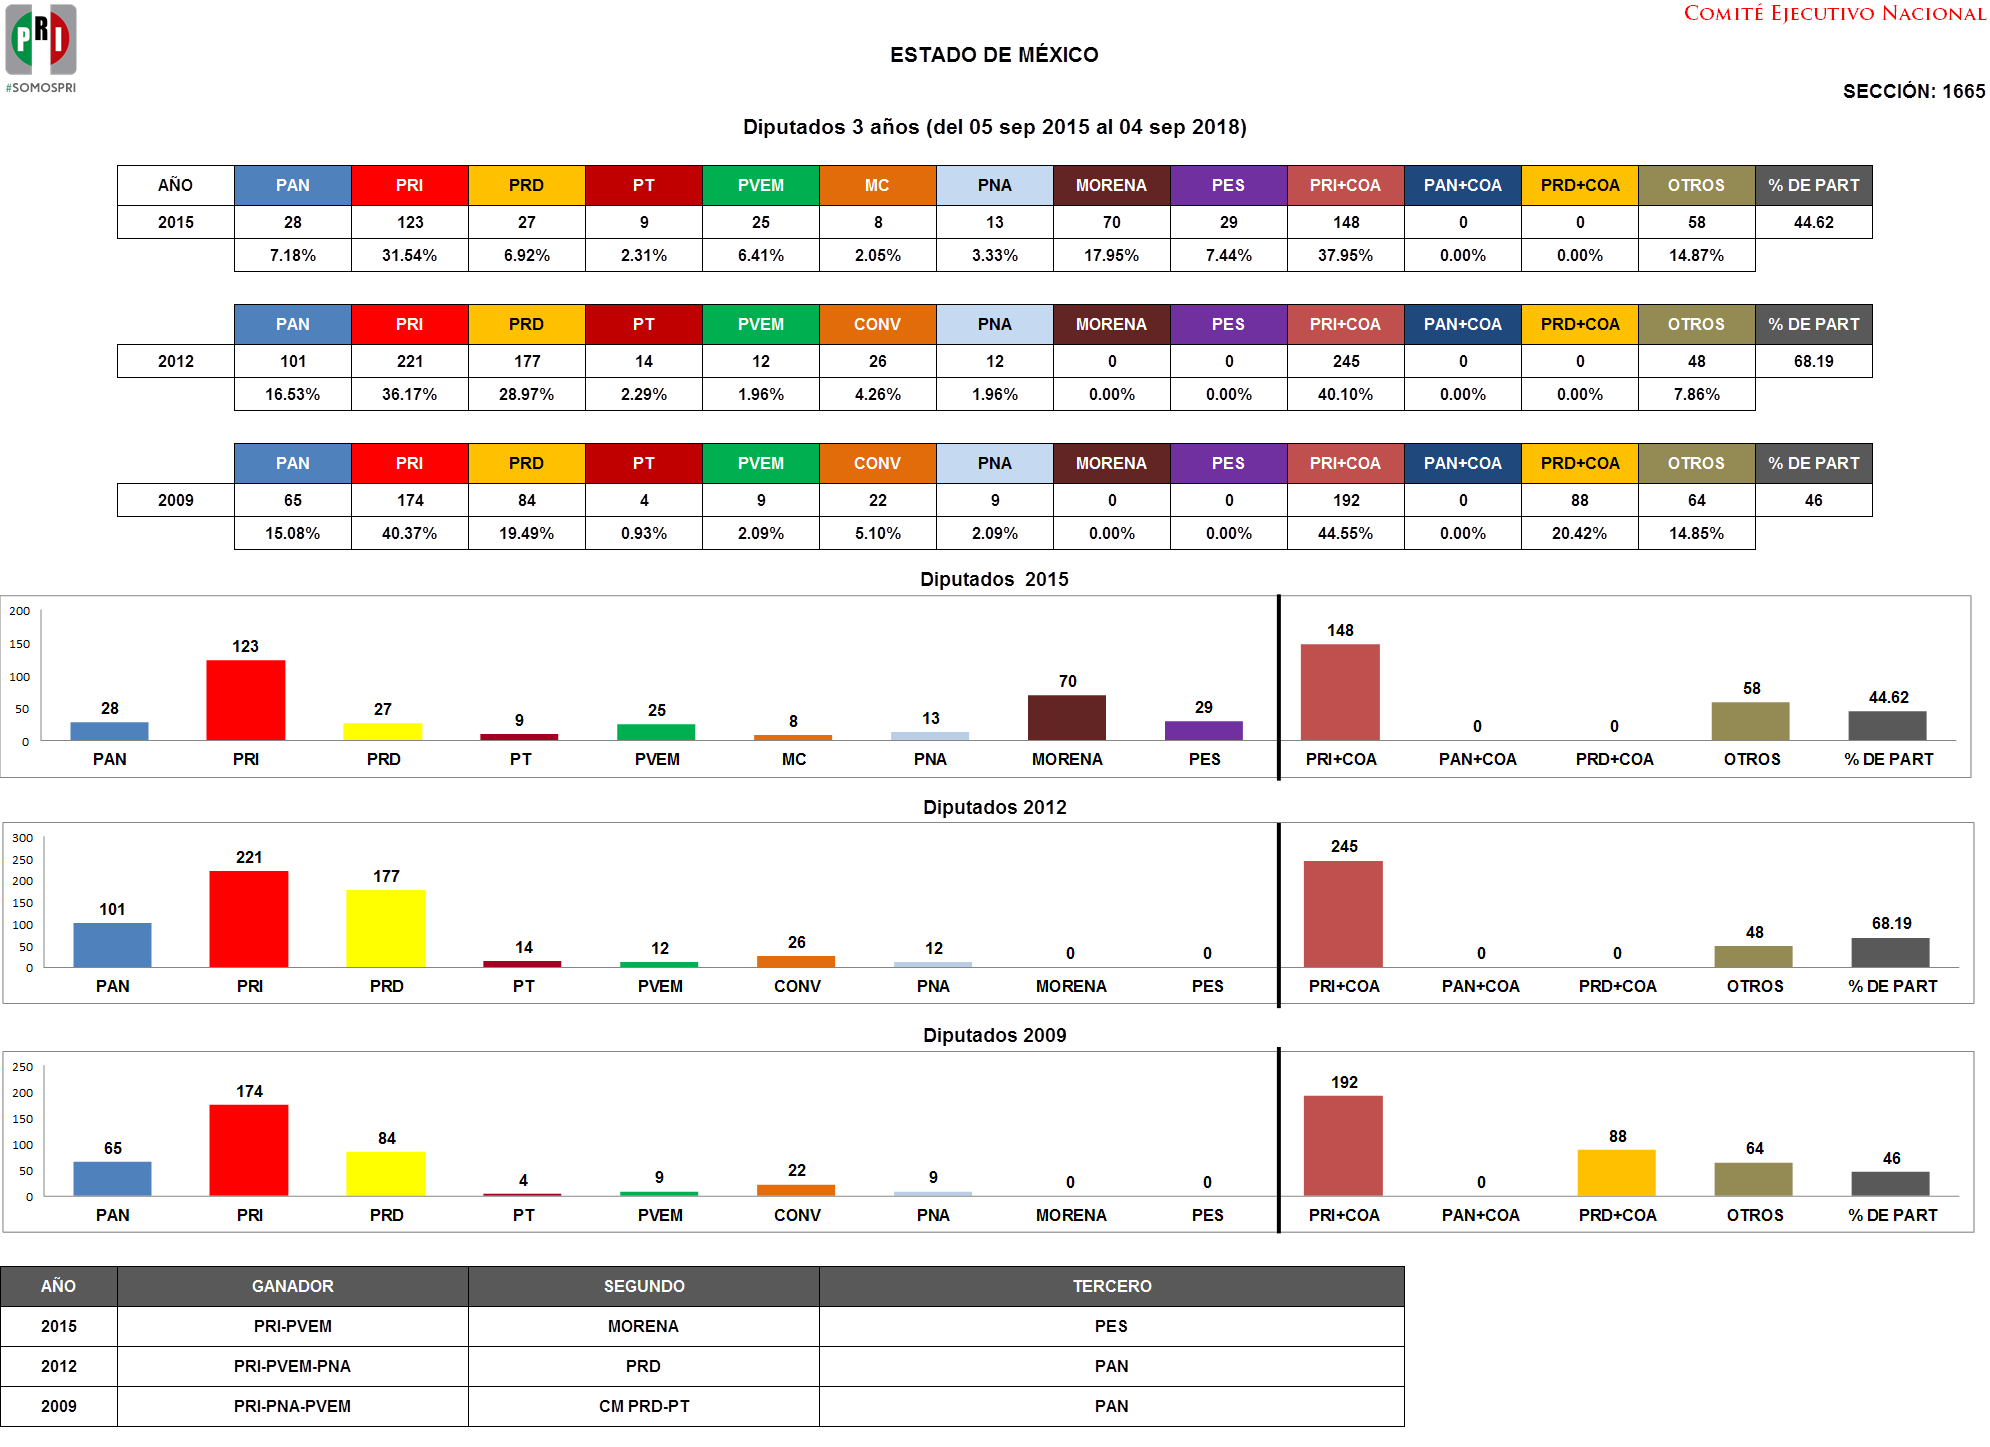 PRI
#SOMOSPRI
COMITÉ EJECUTIVO NACIONAL
ESTADO DE MÉXICO
SECCIÓN: 1665
Diputados 3 años (del 05 sep 2015 al 04 sep 2018)
AÑO PAN PRI PRD PT PVEM MC PNA MORENA PES PRI+COA PAN+COA PRD+COA OTROS % DE PART
2015 28 123 27 9 25 8 13 70 29 148 0 0 58 44.62
7.18% 31.54% 6.92% 2.31% 6.41% 2.05% 3.33% 17.95% 7.44% 37.95% 0.00% 0.00% 14.87%
PAN PRI PRD PT PVEM CONV PNA MORENA PES PRI+COA PAN+COA PRD+COA OTROS % DE PART
2012 101 221 177 14 12 26 12 0 0 245 0 0 48 68.19
16.53% 36.17% 28.97% 2.29% 1.96% 4.26% 1.96% 0.00% 0.00% 40.10% 0.00% 0.00% 7.86%
PAN PRI PRD PT PVEM CONV PNA MORENA PES PRI+COA PAN+COA PRD+COA OTROS % DE PART
2009 65 174 84 4 9 22 9 0 0 192 0 88 64 46
15.08% 40.37% 19.49% 0.93% 2.09% 5.10% 2.09% 0.00% 0.00% 44.55% 0.00% 20.42% 14.85%
Diputados 2015
200
150
100
50
0
28 123 27 9 25 8 13 70 29 148 0 0 58 44.62
PAN PRI PRD PT PVEM MC PNA MORENA PES PRI+COA PAN+COA PRD+COA OTROS % DE PART
Diputados 2012
300
250
200
150
100
50
0
101 221 177 14 12 26 12 0 0 245 0 0 48 68.19
PAN PRI PRD PT PVEM CONV PNA MORENA PES PRI+COA PAN+COA PRD+COA OTROS % DE PART
Diputados 2009
250
200
150
100
50
0
65 174 84 4 9 22 9 0 0 192 0 88 64 46
PAN PRI PRD PT PVEM CONV PNA MORENA PES PRI+COA PAN+COA PRD+COA OTROS % DE PART
AÑO GANADOR SEGUNDO TERCERO
2015 PRI-PVEM MORENA PES
2012 PRI-PVEM-PNA PRD PAN
2009 PRI-PNA-PVEM CM PRD-PT PAN